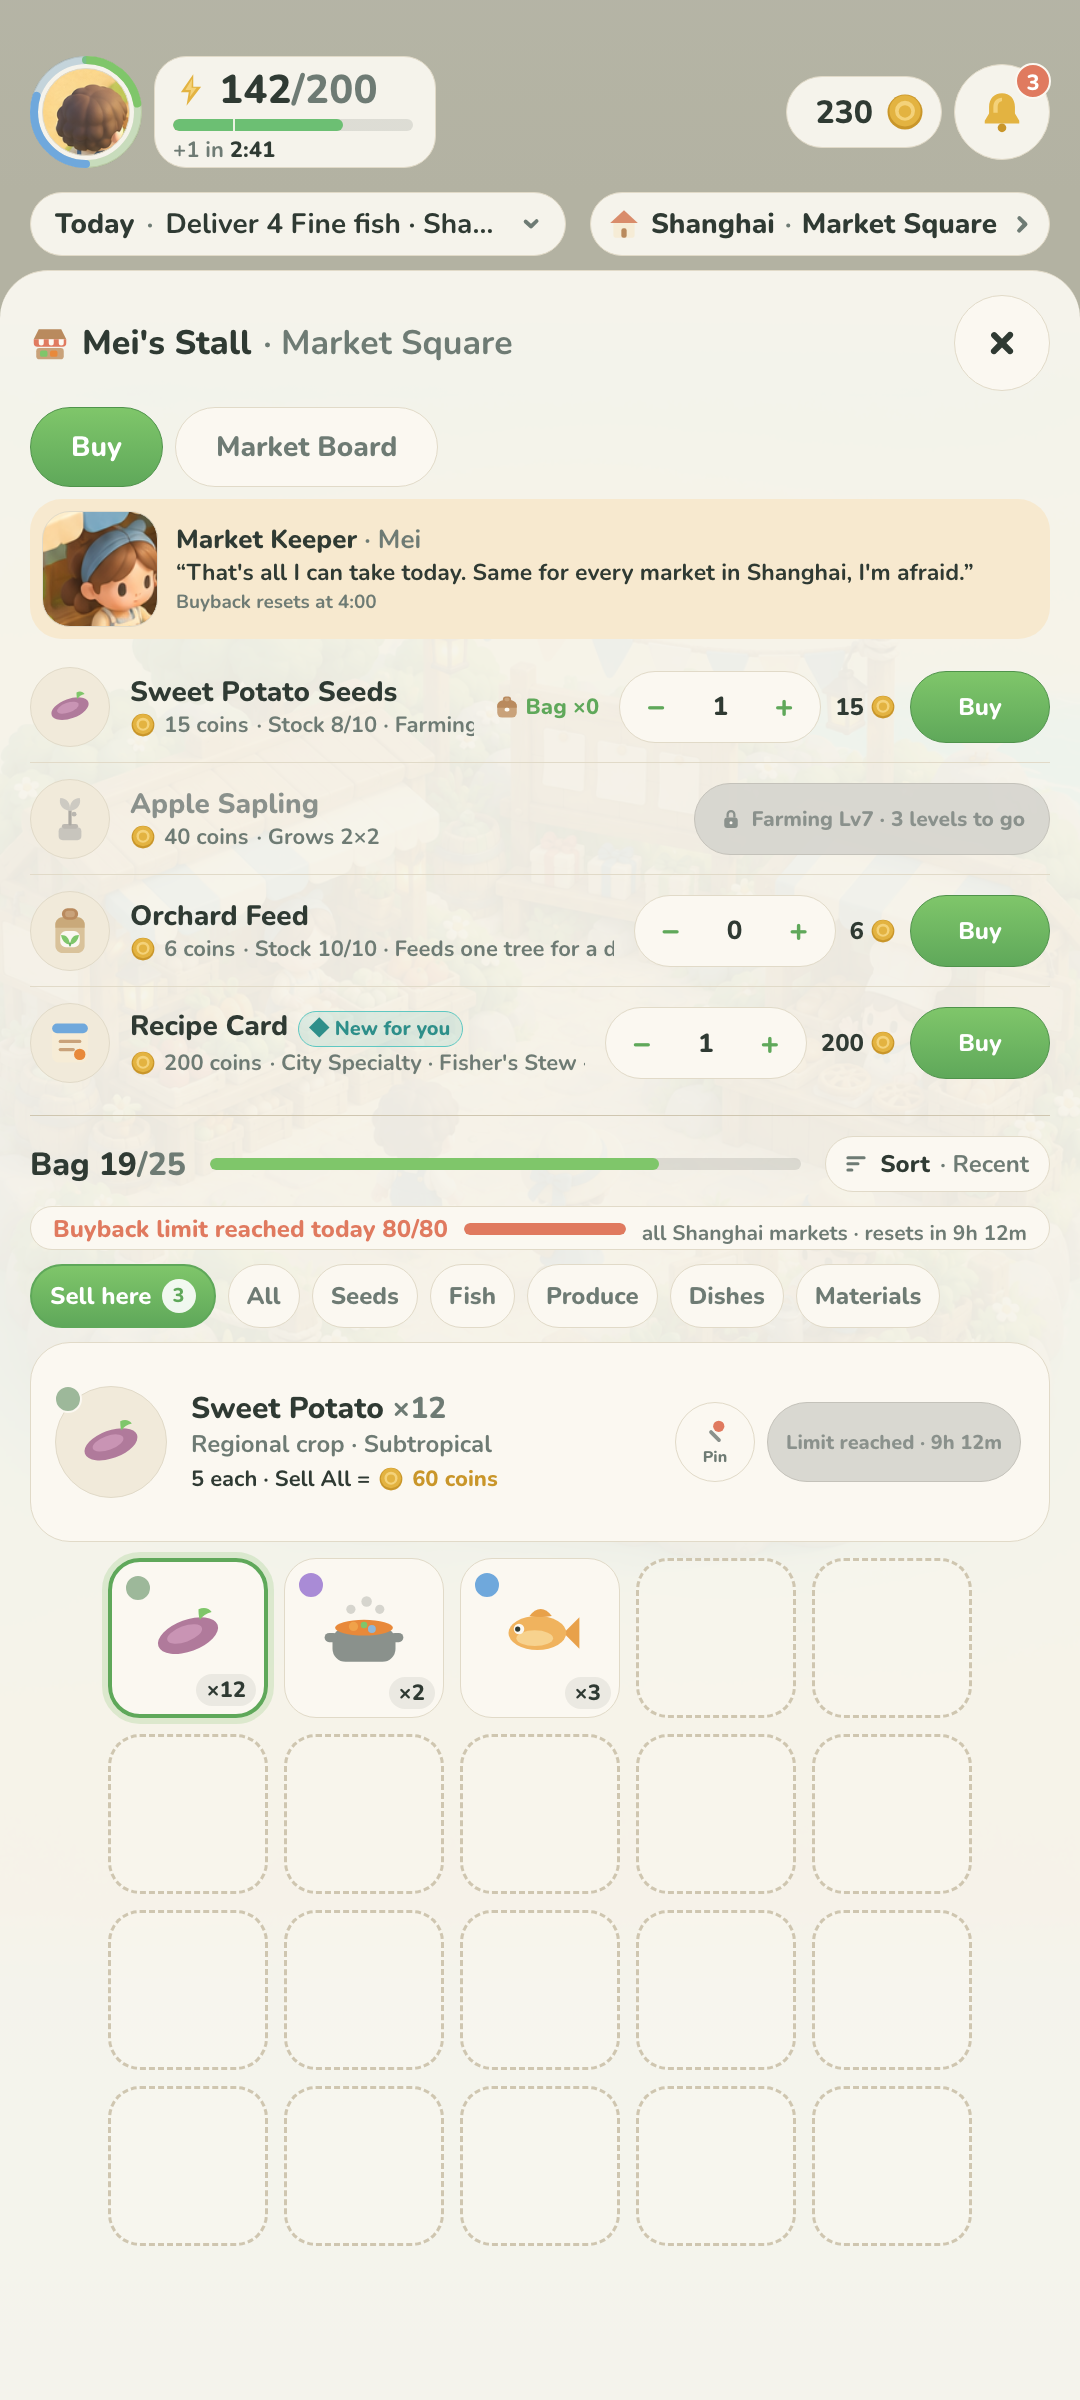 142/200
+1 in 2:41
230
3
Today · Deliver 4 Fine fish · Sha...
Shanghai · Market Square
Mei's Stall · Market Square
Buy
Market Board
Market Keeper · Mei
“That's all I can take today. Same for every market in Shanghai, I'm afraid.”
Buyback resets at 4:00
Sweet Potato Seeds
15 coins · Stock 8/10 · Farming
Bag ×0
− 1 +
15
Buy
Apple Sapling
40 coins · Grows 2×2
Farming Lv7 · 3 levels to go
Orchard Feed
6 coins · Stock 10/10 · Feeds one tree for a d
− 0 +
6
Buy
Recipe Card
New for you
200 coins · City Specialty · Fisher's Stew ·
− 1 +
200
Buy
Bag 19/25
Sort · Recent
Buyback limit reached today 80/80
all Shanghai markets · resets in 9h 12m
Sell here 3
All
Seeds
Fish
Produce
Dishes
Materials
Sweet Potato ×12
Regional crop · Subtropical
5 each · Sell All = 60 coins
Pin
Limit reached · 9h 12m
×12
×2
×3